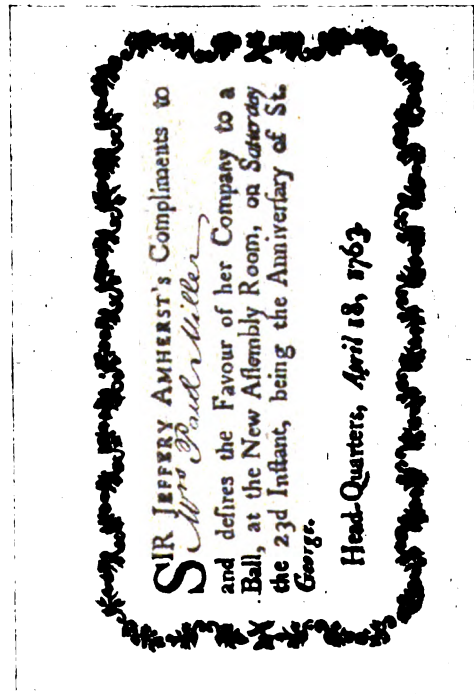 SIR JEFFERY AMHERST's Compliments to
Mrs Paul Miller
and deſires the Favour of her Company to a
Ball, at the New Aſſembly Room, on Saturday
the 23d Inſtant, being the Anniverſary of St.
George.
Head-Quarters, April 18, 1763